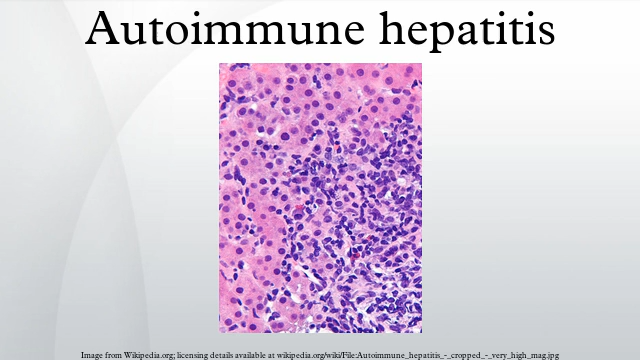 Autoimmune hepatitis
Image from Wikipedia.org; licensing details available at wikipedia.org/wiki/File:Autoimmune_hepatitis_-_cropped_-_very_high_mag.jpg